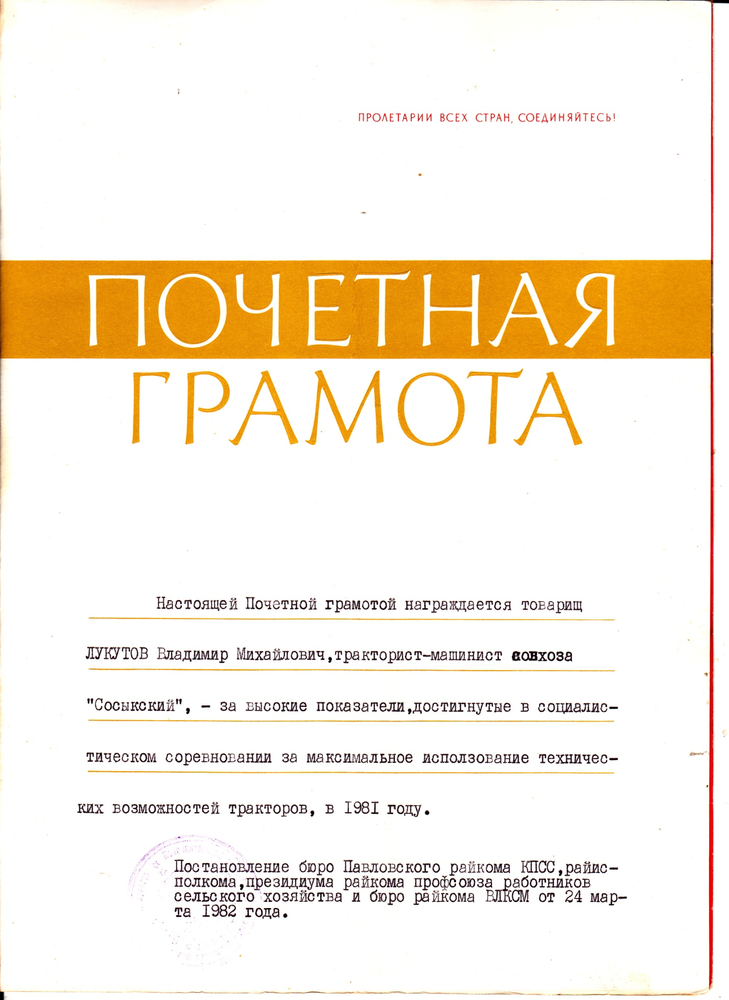 ПРОЛЕТАРИИ ВСЕХ СТРАН, СОЕДИНЯЙТЕСЬ!
ПОЧЕТНАЯ
ГРАМОТА
Настоящей Почетной грамотой награждается товарищ
ЛУКУТОВ Владимир Михайлович,тракторист-машинист совхоза
"Сосыкский", - за высокие показатели,достигнутые в социалис-
тическом соревновании за максимальное исползование техничес-
ких возможностей тракторов, в 1981 году.
Постановление бюро Павловского райкома КПСС,райис-
полкома,президиума райкома профсоюза работников
сельского хозяйства и бюро райкома ВЛКСМ от 24 мар-
та 1982 года.